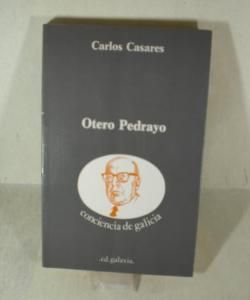 Carlos Casares
Otero Pedrayo
conciencia de galicia
.ed.galaxia.